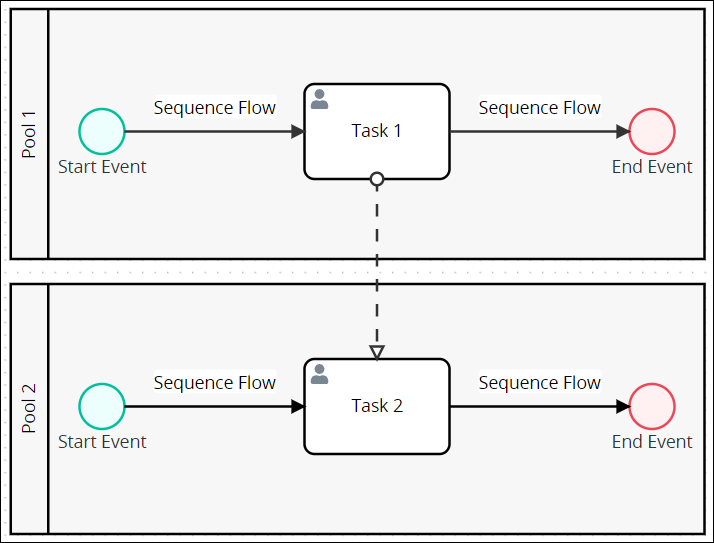 Pool 1
Sequence Flow
Sequence Flow
Task 1
Start Event
End Event
Pool 2
Sequence Flow
Sequence Flow
Task 2
Start Event
End Event